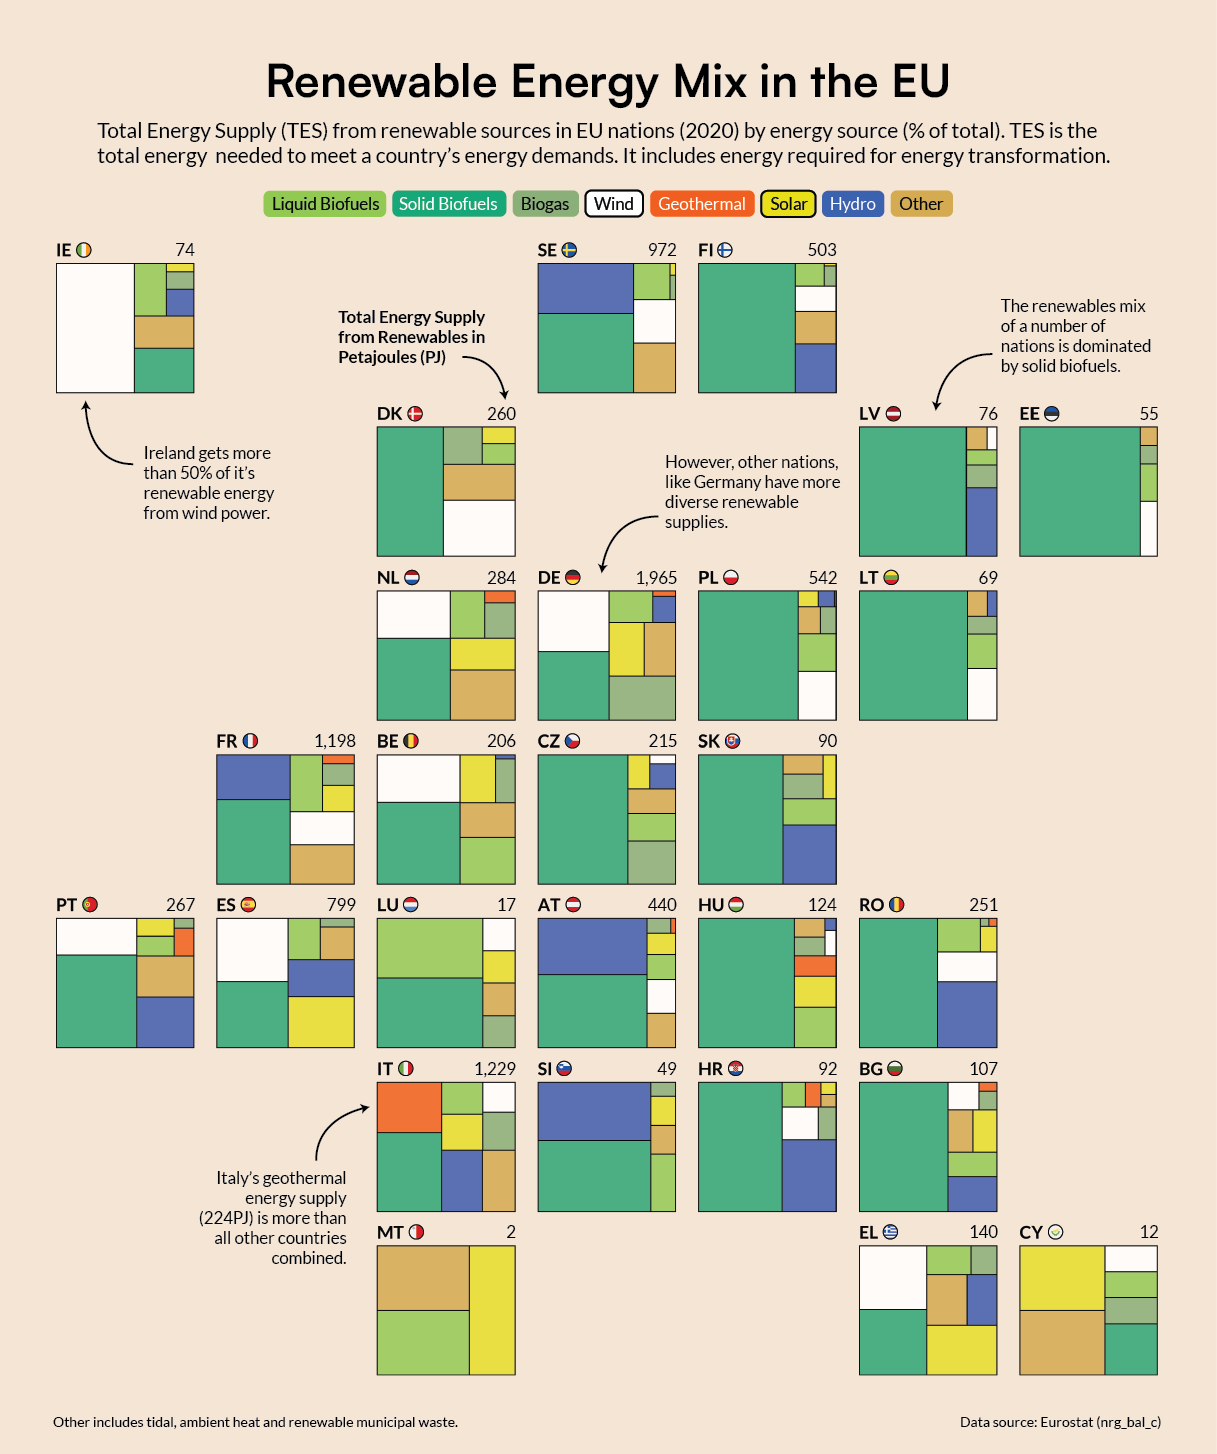 Renewable Energy Mix in the EU
Total Energy Supply (TES) from renewable sources in EU nations (2020) by energy source (% of total). TES is the
total energy needed to meet a country's energy demands. It includes energy required for energy transformation.
Liquid Biofuels Solid Biofuels Biogas Wind Geothermal Solar Hydro Other
IE 74
SE 972
FI 503
Total Energy Supply
from Renewables in
Petajoules (PJ)
The renewables mix
of a number of
nations is dominated
by solid biofuels.
DK 260
LV 76
EE 55
Ireland gets more
than 50% of it's
renewable energy
from wind power.
However, other nations,
like Germany have more
diverse renewable
supplies.
NL 284
DE 1,965
PL 542
LT 69
FR 1,198
BE 206
CZ 215
SK 90
PT 267
ES 799
LU 17
AT 440
HU 124
RO 251
IT 1,229
SI 49
HR 92
BG 107
Italy's geothermal
energy supply
(224PJ) is more than
all other countries
combined.
MT 2
EL 140
CY 12
Other includes tidal, ambient heat and renewable municipal waste.
Data source: Eurostat (nrg_bal_c)